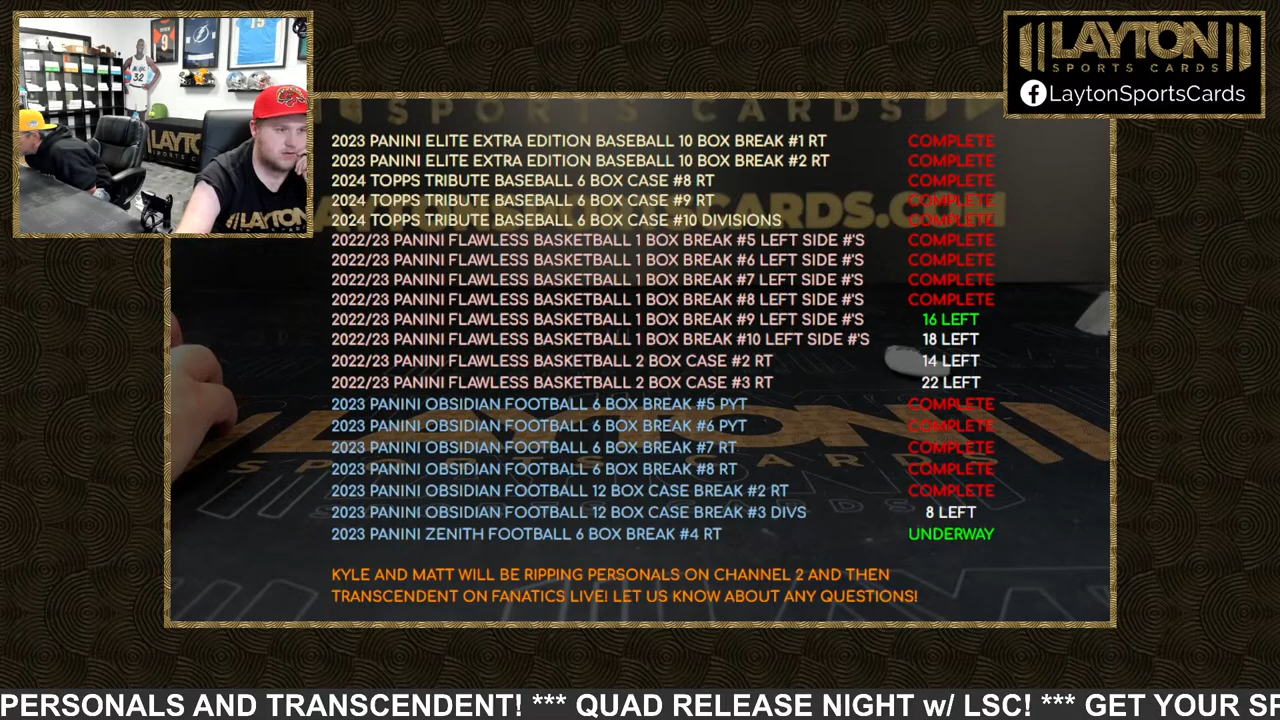 LAYTON
SPORTS CARDS
LaytonSportsCards
9
32
LAYTON
LAYTON
SPORTS CARDS
2023 PANINI ELITE EXTRA EDITION BASEBALL 10 BOX BREAK #1 RT COMPLETE
2023 PANINI ELITE EXTRA EDITION BASEBALL 10 BOX BREAK #2 RT COMPLETE
2024 TOPPS TRIBUTE BASEBALL 6 BOX CASE #8 RT COMPLETE
2024 TOPPS TRIBUTE BASEBALL 6 BOX CASE #9 RT COMPLETE
2024 TOPPS TRIBUTE BASEBALL 6 BOX CASE #10 DIVISIONS COMPLETE
2022/23 PANINI FLAWLESS BASKETBALL 1 BOX BREAK #5 LEFT SIDE #'S COMPLETE
2022/23 PANINI FLAWLESS BASKETBALL 1 BOX BREAK #6 LEFT SIDE #'S COMPLETE
2022/23 PANINI FLAWLESS BASKETBALL 1 BOX BREAK #7 LEFT SIDE #'S COMPLETE
2022/23 PANINI FLAWLESS BASKETBALL 1 BOX BREAK #8 LEFT SIDE #'S COMPLETE
2022/23 PANINI FLAWLESS BASKETBALL 1 BOX BREAK #9 LEFT SIDE #'S 16 LEFT
2022/23 PANINI FLAWLESS BASKETBALL 1 BOX BREAK #10 LEFT SIDE #'S 18 LEFT
2022/23 PANINI FLAWLESS BASKETBALL 2 BOX CASE #2 RT 14 LEFT
2022/23 PANINI FLAWLESS BASKETBALL 2 BOX CASE #3 RT 22 LEFT
2023 PANINI OBSIDIAN FOOTBALL 6 BOX BREAK #5 PYT COMPLETE
2023 PANINI OBSIDIAN FOOTBALL 6 BOX BREAK #6 PYT COMPLETE
2023 PANINI OBSIDIAN FOOTBALL 6 BOX BREAK #7 RT COMPLETE
2023 PANINI OBSIDIAN FOOTBALL 6 BOX BREAK #8 RT COMPLETE
2023 PANINI OBSIDIAN FOOTBALL 12 BOX CASE BREAK #2 RT COMPLETE
2023 PANINI OBSIDIAN FOOTBALL 12 BOX CASE BREAK #3 DIVS 8 LEFT
2023 PANINI ZENITH FOOTBALL 6 BOX BREAK #4 RT UNDERWAY
KYLE AND MATT WILL BE RIPPING PERSONALS ON CHANNEL 2 AND THEN
TRANSCENDENT ON FANATICS LIVE! LET US KNOW ABOUT ANY QUESTIONS!
PERSONALS AND TRANSCENDENT! *** QUAD RELEASE NIGHT w/ LSC! *** GET YOUR